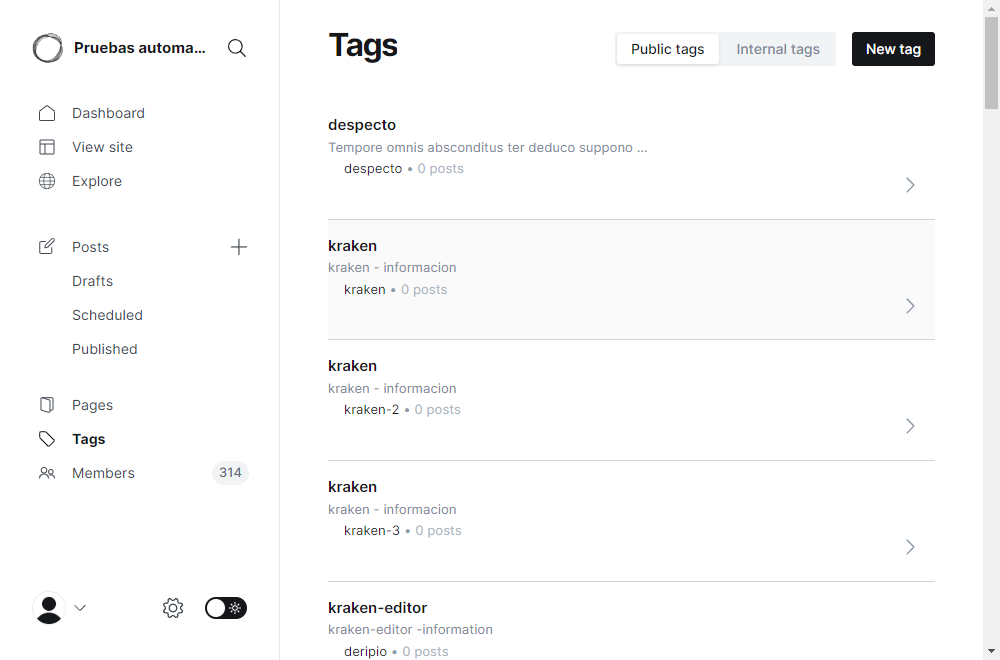 Pruebas automa...
Dashboard
View site
Explore
Posts
Drafts
Scheduled
Published
Pages
Tags
Members
314
Tags
Public tags
Internal tags
New tag
despecto
Tempore omnis absconditus ter deduco suppono ...
despecto • 0 posts
kraken
kraken - informacion
kraken • 0 posts
kraken
kraken - informacion
kraken-2 • 0 posts
kraken
kraken - informacion
kraken-3 • 0 posts
kraken-editor
kraken-editor -information
deripio • 0 posts